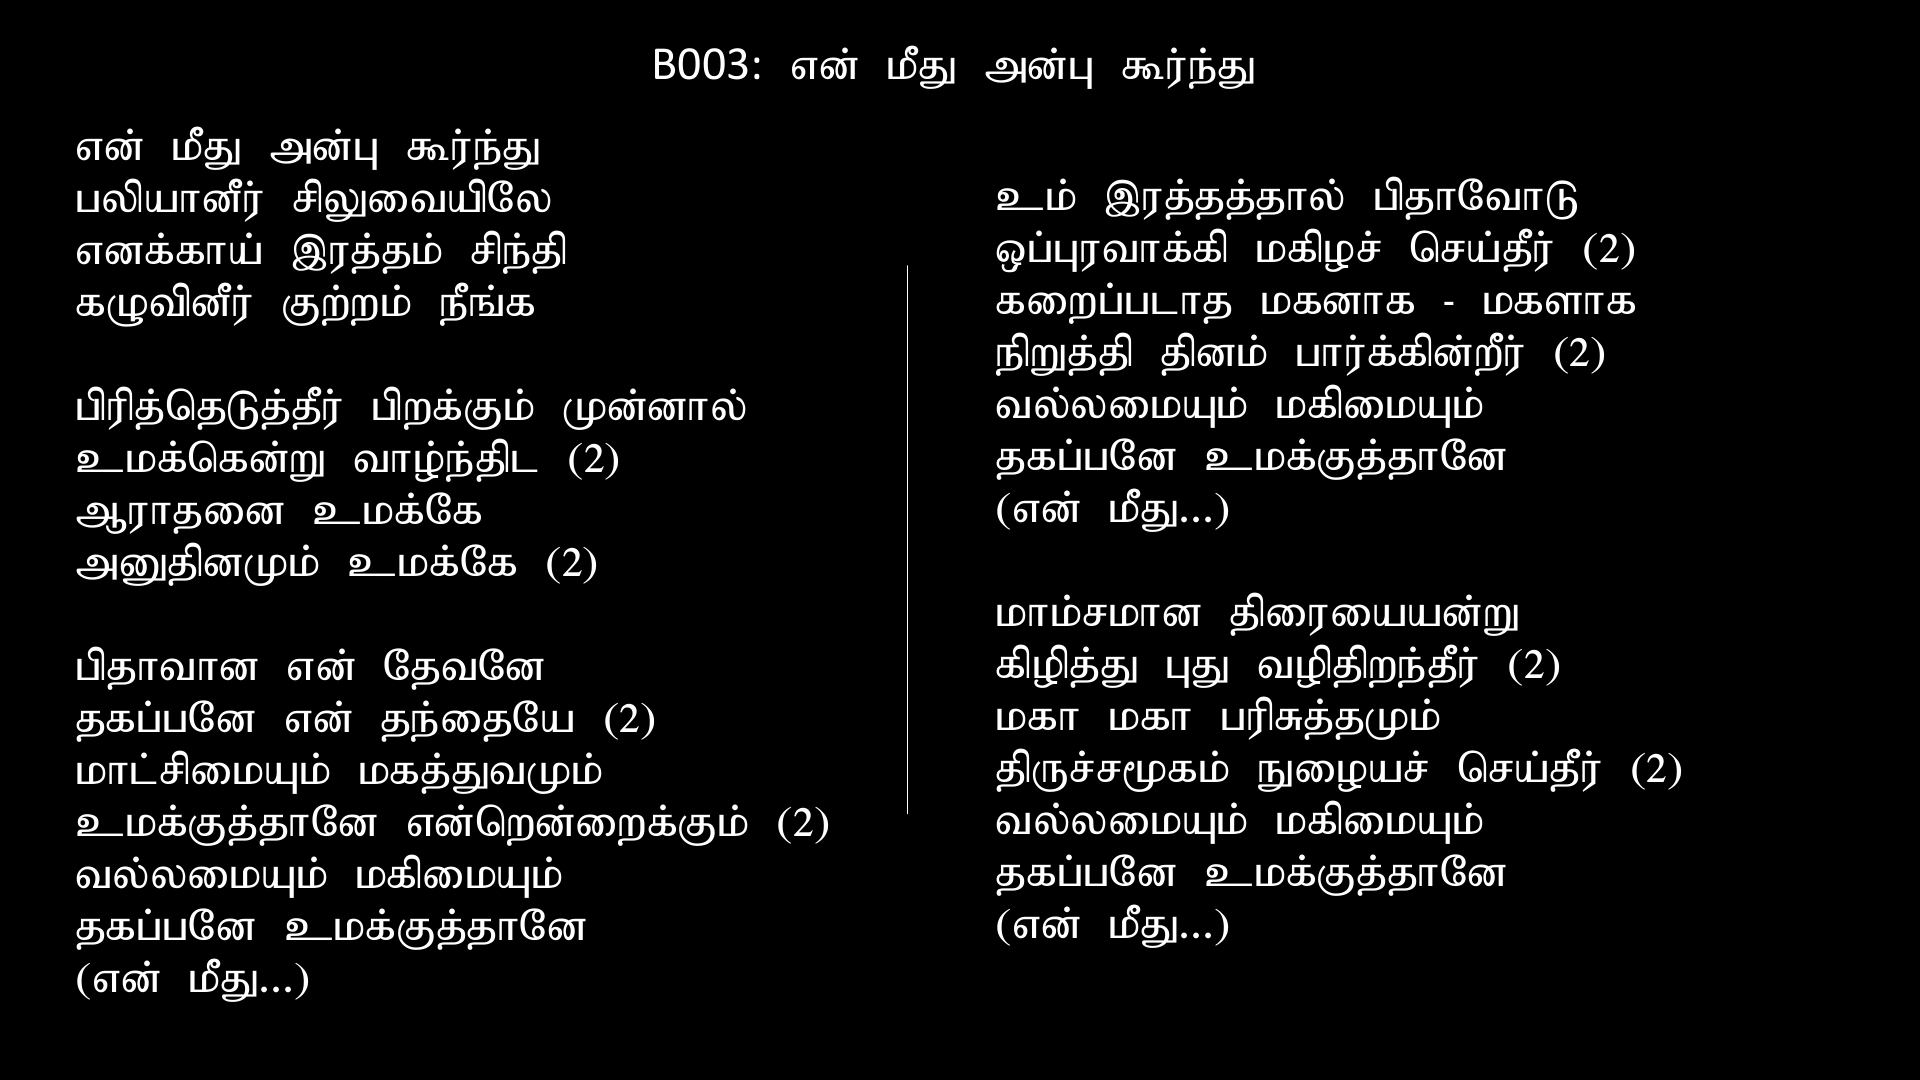 B003: என் மீது அன்பு கூர்ந்து
என் மீது அன்பு கூர்ந்து
பலியானீர் சிலுவையிலே
எனக்காய் இரத்தம் சிந்தி
கழுவினீர் குற்றம் நீங்க
பிரித்தெடுத்தீர் பிறக்கும் முன்னால்
உமக்கென்று வாழ்ந்திட (2)
ஆராதனை உமக்கே
அனுதினமும் உமக்கே (2)
பிதாவான என் தேவனே
தகப்பனே என் தந்தையே (2)
மாட்சிமையும் மகத்துவமும்
உமக்குத்தானே என்றென்றைக்கும் (2)
வல்லமையும் மகிமையும்
தகப்பனே உமக்குத்தானே
(என் மீது...)
உம் இரத்தத்தால் பிதாவோடு
ஒப்புரவாக்கி மகிழச் செய்தீர் (2)
கறைப்படாத மகனாக - மகளாக
நிறுத்தி தினம் பார்க்கின்றீர் (2)
வல்லமையும் மகிமையும்
தகப்பனே உமக்குத்தானே
(என் மீது...)
மாம்சமான திரையையன்று
கிழித்து புது வழிதிறந்தீர் (2)
மகா மகா பரிசுத்தமும்
திருச்சமூகம் நுழையச் செய்தீர் (2)
வல்லமையும் மகிமையும்
தகப்பனே உமக்குத்தானே
(என் மீது...)